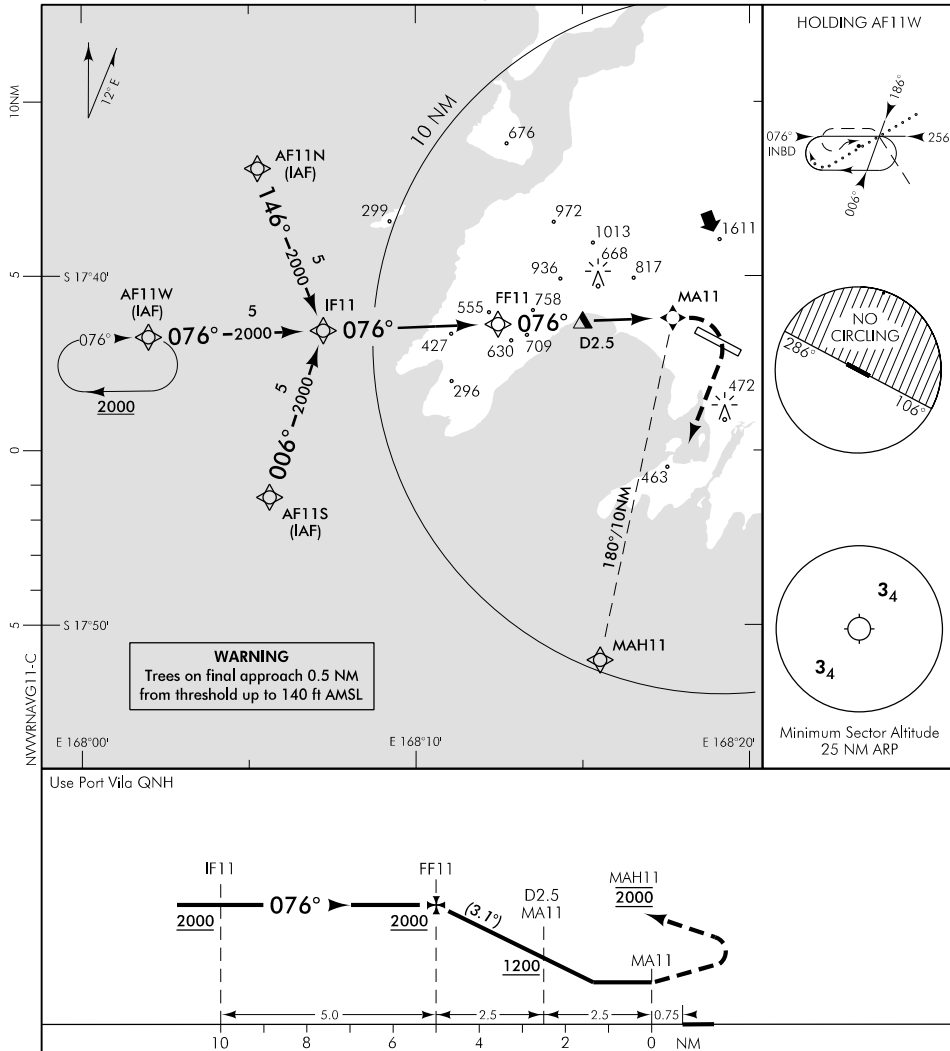 HOLDING AF11W
186°
076°
INBD
256°
006°
10NM
12° E
10 NM
676
AF11N
(IAF)
146°
5
2000
299
972
1013
668
1611
936
817
5
S 17°40'
AF11W
(IAF)
5
IF11
555
FF11
758
MA11
076°
076°
2000
076°
076°
D2.5
427
630
709
2000
5
2000
006°
296
472
NO
CIRCLING
286°
106°
0
AF11S
(IAF)
463
180°/10NM
5
S 17°50'
MAH11
WARNING
Trees on final approach 0.5 NM
from threshold up to 140 ft AMSL
3₄
3₄
Minimum Sector Altitude
25 NM ARP
NVVVRNAVG11-C
E 168°00'
E 168°10'
E 168°20'
Use Port Vila QNH
IF11
FF11
MAH11
2000
D2.5
MA11
076°
(3.1°)
2000
2000
1200
MA11
5.0
2.5
2.5
0.75
10
8
6
4
2
0
NM